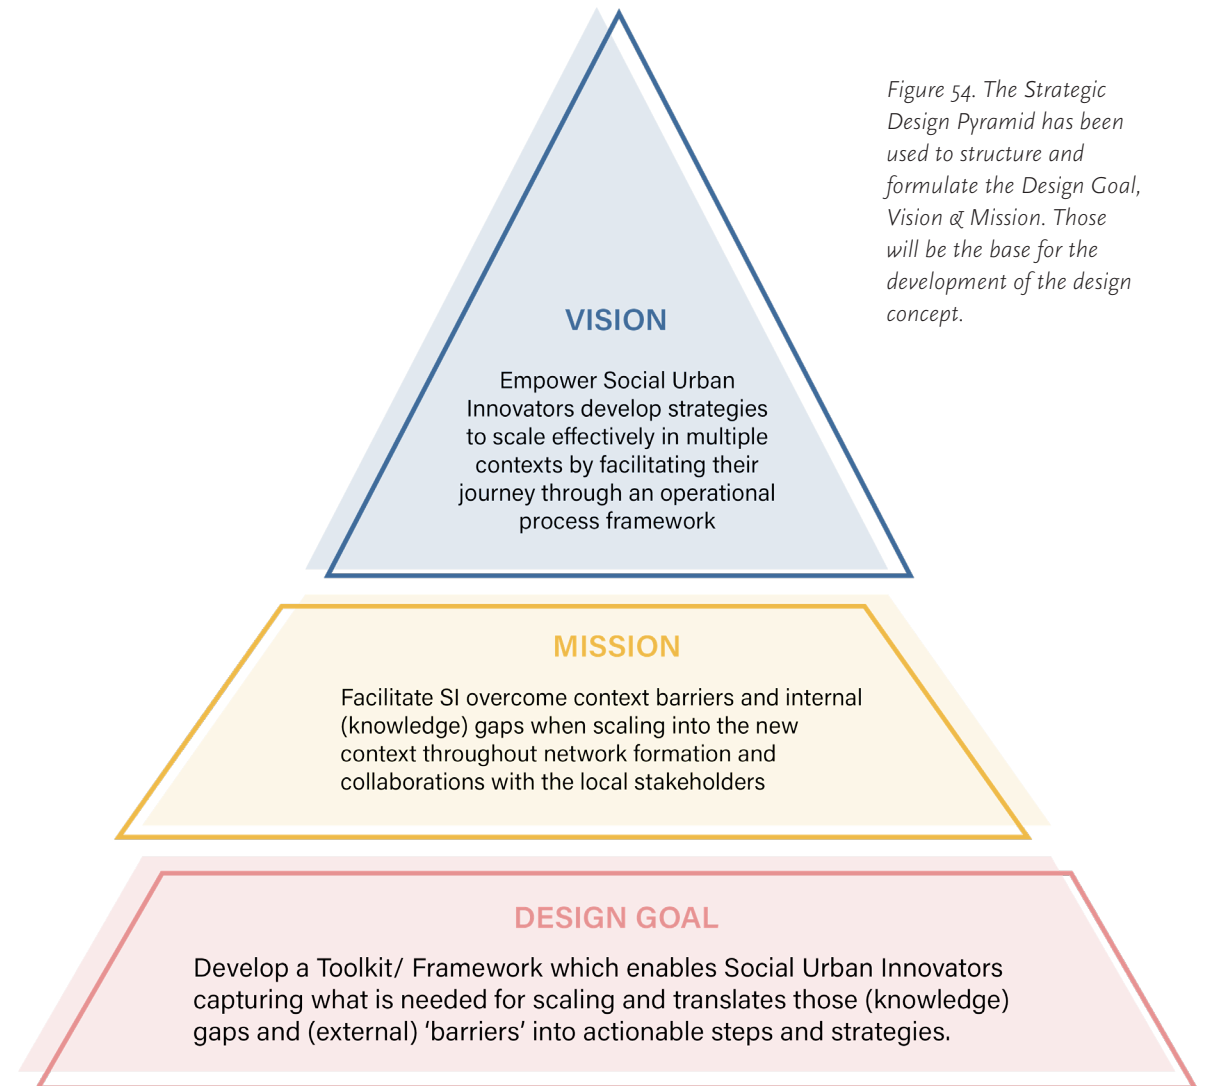 Figure 54. The Strategic
Design Pyramid has been
used to structure and
formulate the Design Goal,
Vision & Mission. Those
will be the base for the
development of the design
concept.
VISION
Empower Social Urban
Innovators develop strategies
to scale effectively in multiple
contexts by facilitating their
journey through an operational
process framework
MISSION
Facilitate SI overcome context barriers and internal
(knowledge) gaps when scaling into the new
context throughout network formation and
collaborations with the local stakeholders
DESIGN GOAL
Develop a Toolkit/ Framework which enables Social Urban Innovators
capturing what is needed for scaling and translates those (knowledge)
gaps and (external) ‘barriers’ into actionable steps and strategies.